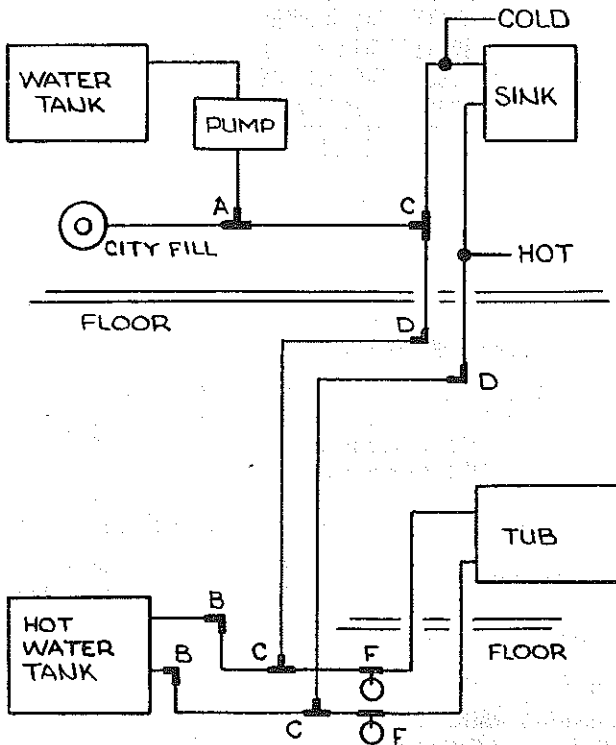 COLD
WATER
TANK
PUMP
SINK
A
C
CITY FILL
HOT
FLOOR
D
D
TUB
B
HOT
WATER
TANK
B
C
F
FLOOR
C
F